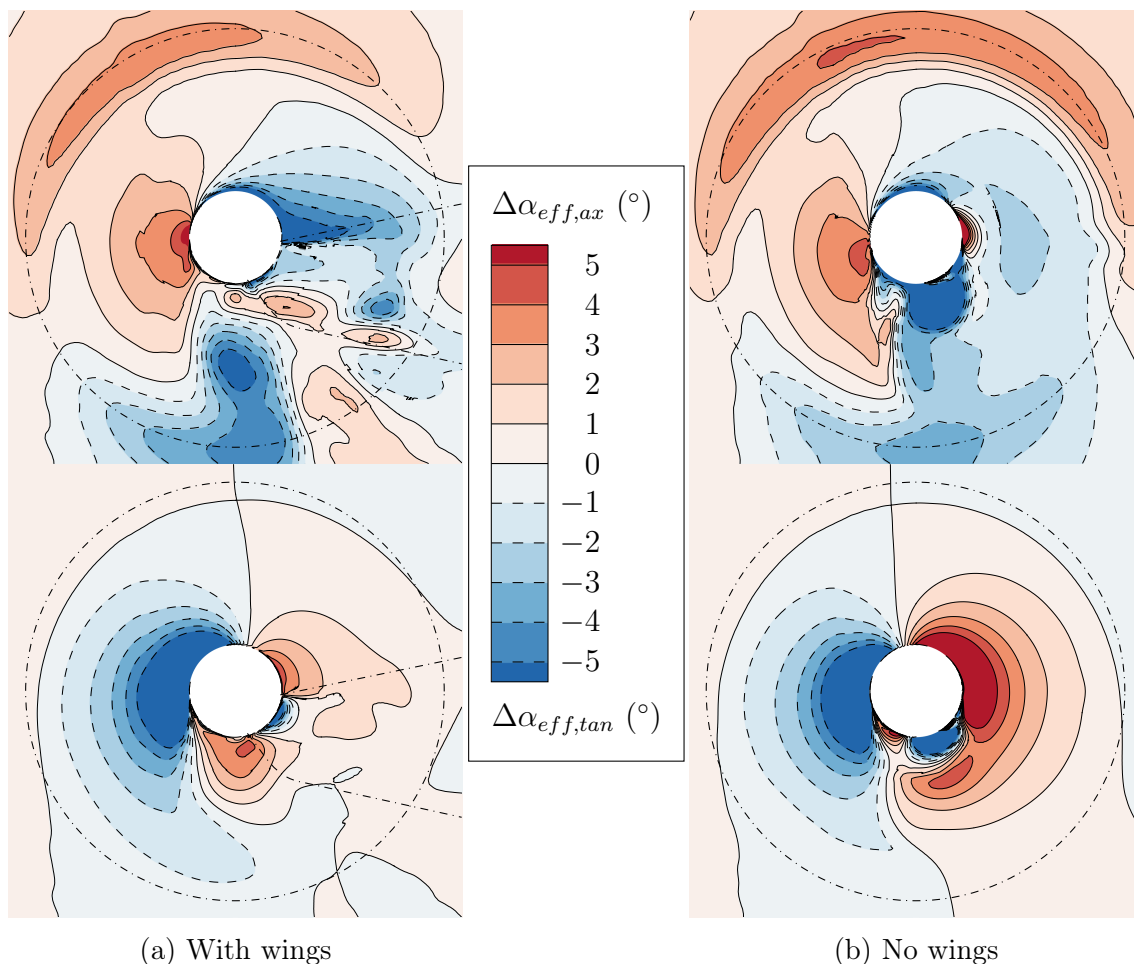 Δα_{eff,ax} (°)
5
4
3
2
1
0
−1
−2
−3
−4
−5
Δα_{eff,tan} (°)
(a) With wings
(b) No wings